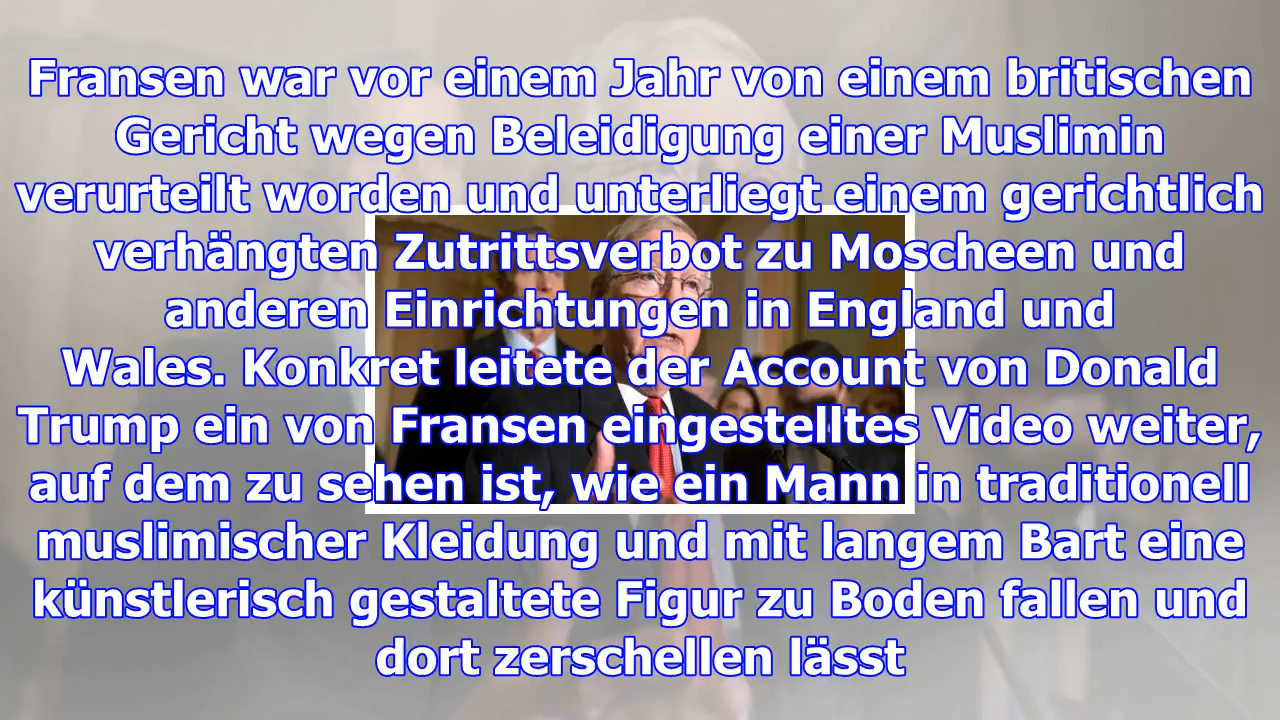 Fransen war vor einem Jahr von einem britischen
Gericht wegen Beleidigung einer Muslimin
verurteilt worden und unterliegt einem gerichtlich
verhängten Zutrittsverbot zu Moscheen und
anderen Einrichtungen in England und
Wales. Konkret leitete der Account von Donald
Trump ein von Fransen eingestelltes Video weiter,
auf dem zu sehen ist, wie ein Mann in traditionell
muslimischer Kleidung und mit langem Bart eine
künstlerisch gestaltete Figur zu Boden fallen und
dort zerschellen lässt